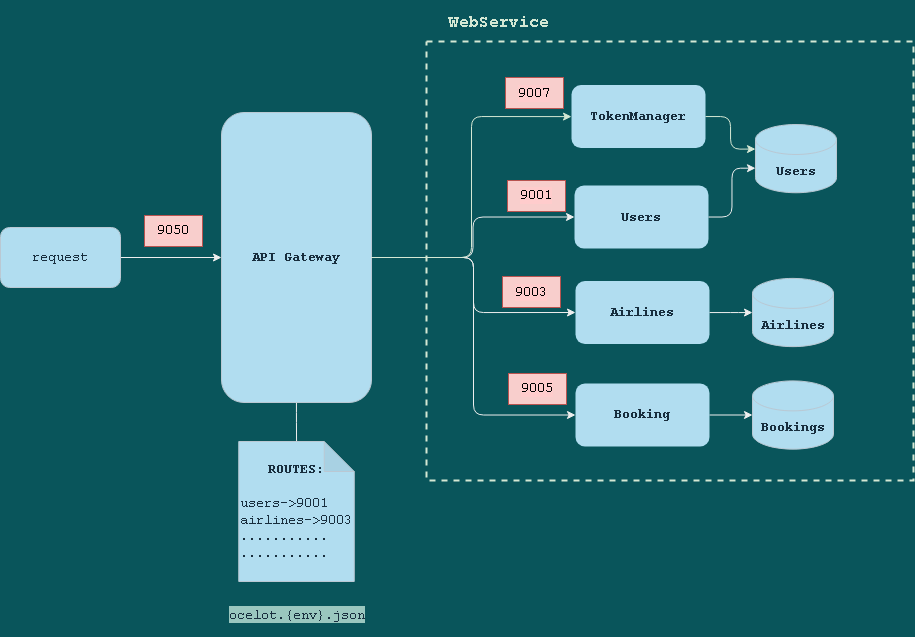 WebService
9007
TokenManager
Users
9001
Users
9050
request
API Gateway
9003
Airlines
Airlines
9005
Booking
Bookings
ROUTES:
users->9001
airlines->9003
...........
...........
ocelot.{env}.json